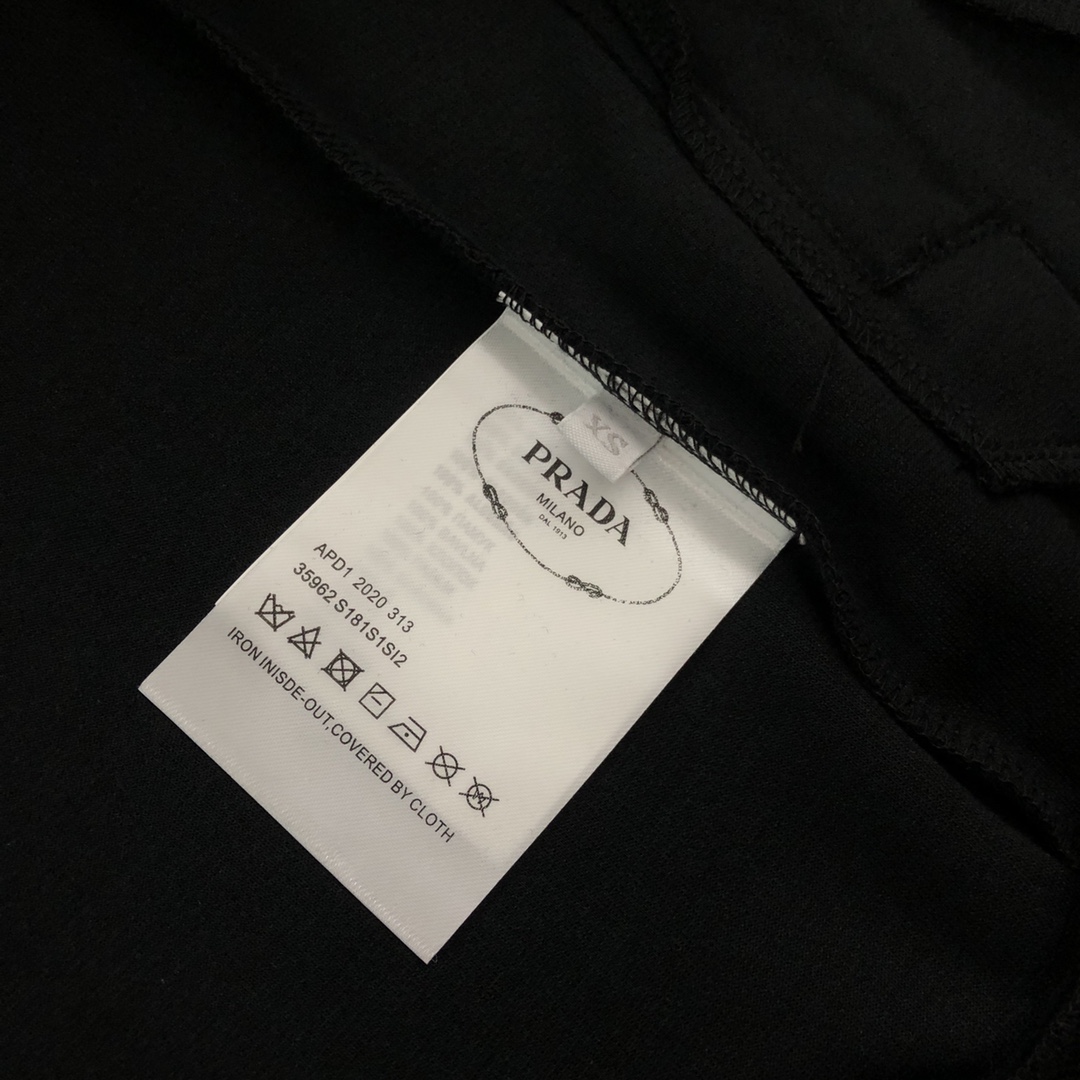 XS
PRADA
MILANO
DAL 1913
APD1 2020 313
35962 S181S1SI2
IRON INISDE-OUT,COVERED BY CLOTH